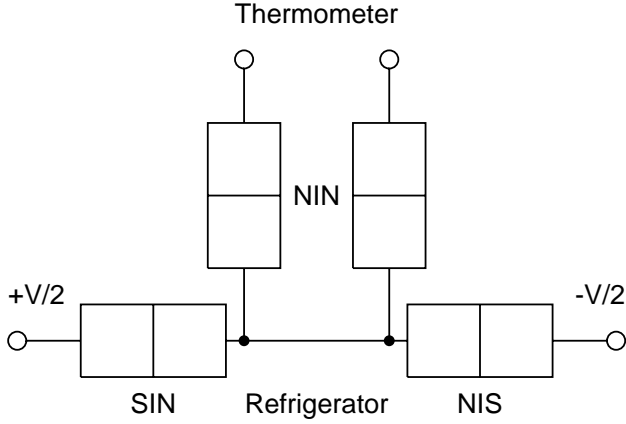 Thermometer
NIN
+V/2
-V/2
SIN
Refrigerator
NIS